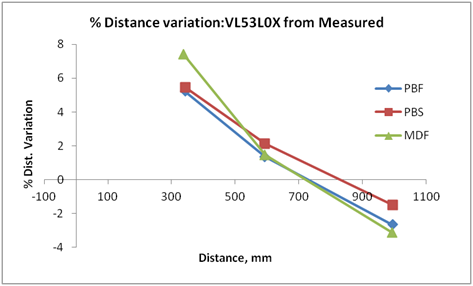 % Distance variation:VL53L0X from Measured
8
6
4
2
0
-2
-4
-100
100
300
500
700
900
1100
% Dist. Variation
Distance, mm
PBF
PBS
MDF